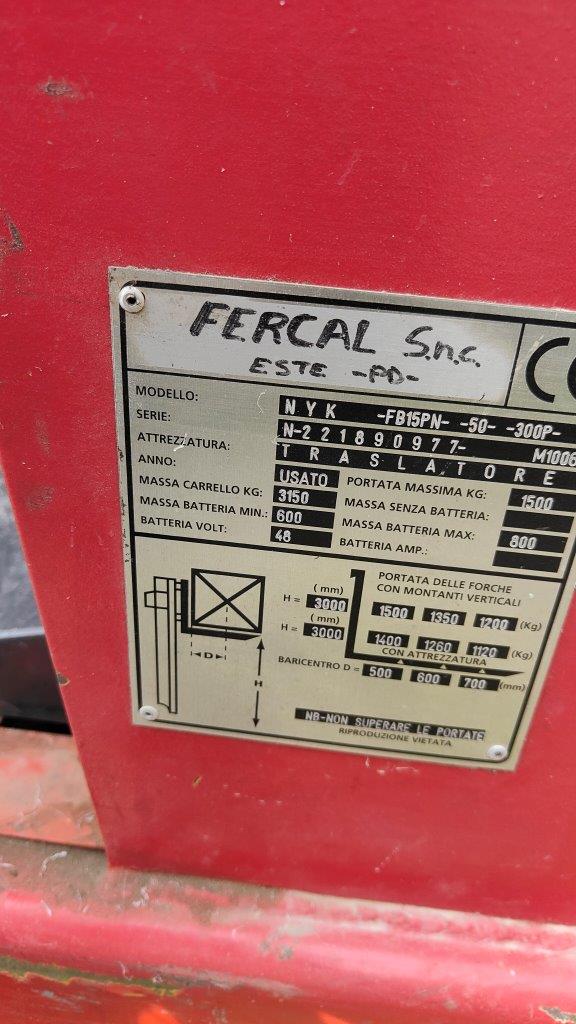 FERCAL S.n.c.
ESTE -PD-
CE
MODELLO: NYK -FB15PN- -50- -300P-
SERIE: N-221890977- M1006
ATTREZZATURA: TRASLATORE
ANNO: USATO PORTATA MASSIMA KG: 1500
MASSA CARRELLO KG: 3150 MASSA SENZA BATTERIA:
MASSA BATTERIA MIN.: 600 MASSA BATTERIA MAX: 800
BATTERIA VOLT: 48 BATTERIA AMP.:
PORTATA DELLE FORCHE
CON MONTANTI VERTICALI
(mm)
H = 3000 1500 1350 1200 (Kg)
(mm)
H = 3000 1400 1260 1120 (Kg)
CON ATTREZZATURA
BARICENTRO D = 500 600 700 (mm)
D
H
NB-NON SUPERARE LE PORTATE
RIPRODUZIONE VIETATA